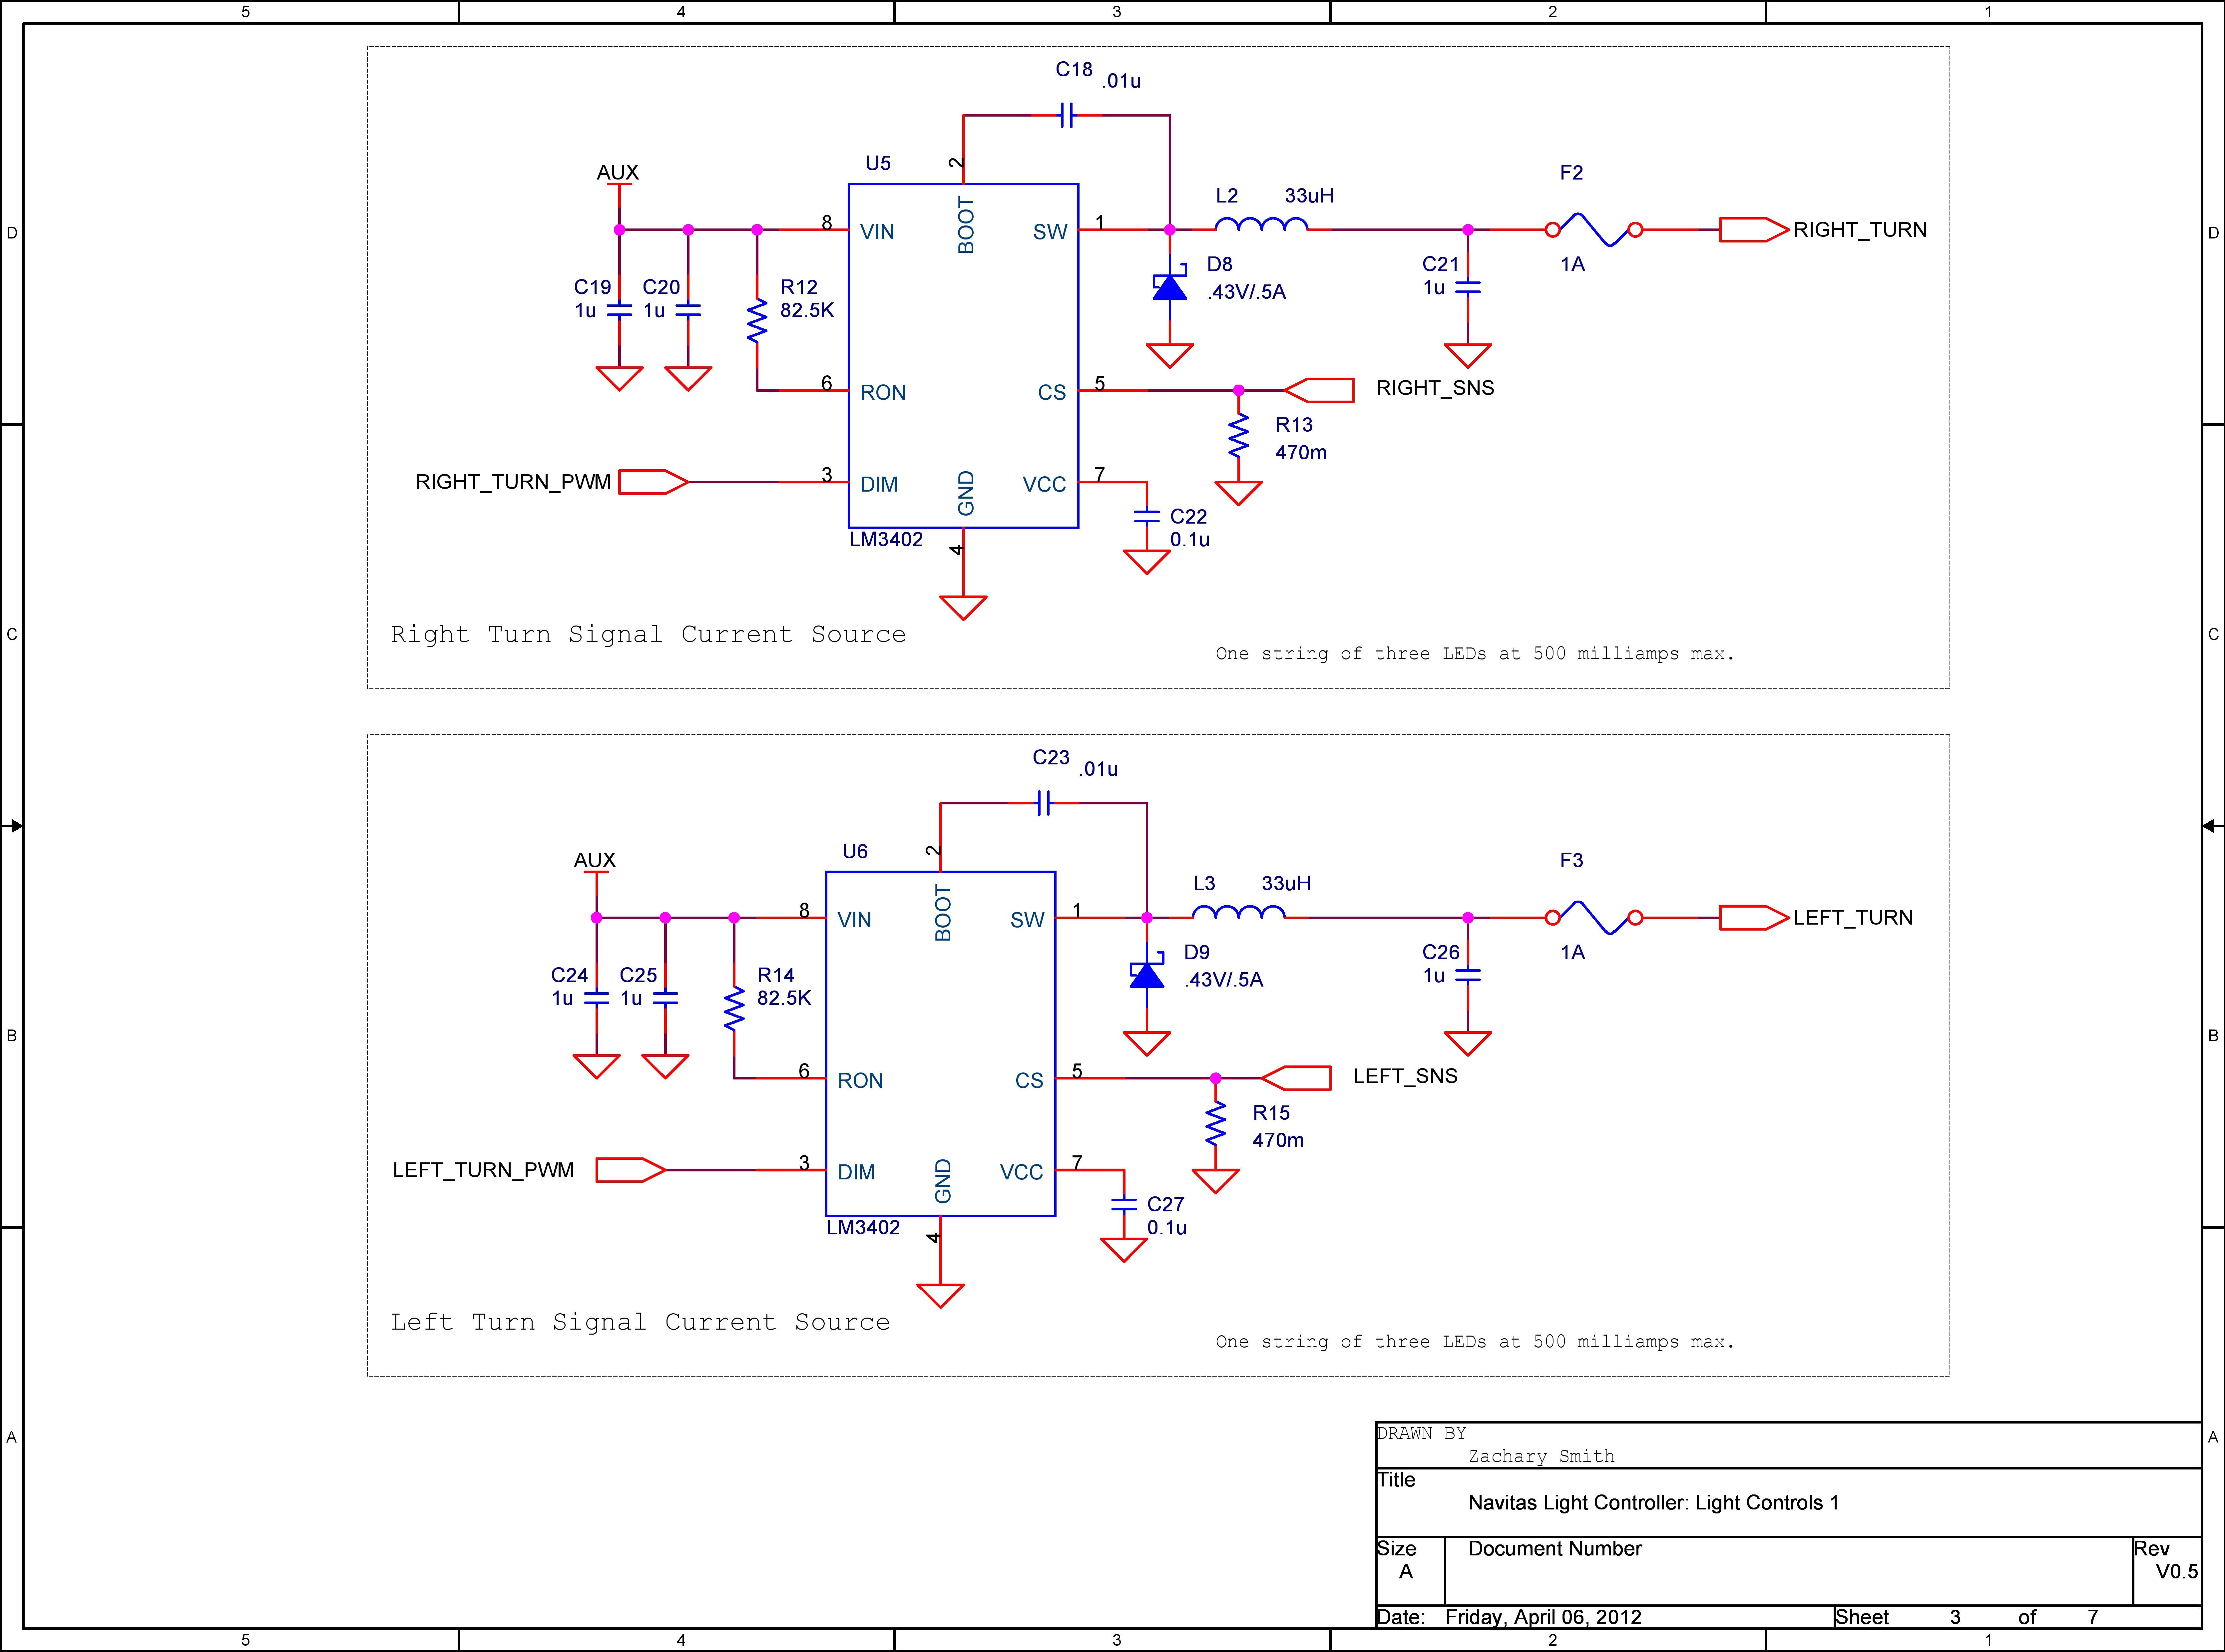 5 4 3 2 1
D D
C C
B B
A A
C18 .01u
AUX
U5
2
L2 33uH
F2
8 VIN
BOOT
SW 1
RIGHT_TURN
C19 1u
C20 1u
R12 82.5K
D8 .43V/.5A
C21 1u
1A
6 RON
CS 5
RIGHT_SNS
R13 470m
RIGHT_TURN_PWM
3 DIM
GND
VCC 7
C22 0.1u
LM3402
4
Right Turn Signal Current Source
One string of three LEDs at 500 milliamps max.
C23 .01u
AUX
U6
2
L3 33uH
F3
8 VIN
BOOT
SW 1
LEFT_TURN
C24 1u
C25 1u
R14 82.5K
D9 .43V/.5A
C26 1u
1A
6 RON
CS 5
LEFT_SNS
R15 470m
LEFT_TURN_PWM
3 DIM
GND
VCC 7
C27 0.1u
LM3402
4
Left Turn Signal Current Source
One string of three LEDs at 500 milliamps max.
DRAWN BY
Zachary Smith
Title
Navitas Light Controller: Light Controls 1
Size Document Number Rev
A V0.5
Date: Friday, April 06, 2012 Sheet 3 of 7
5 4 3 2 1